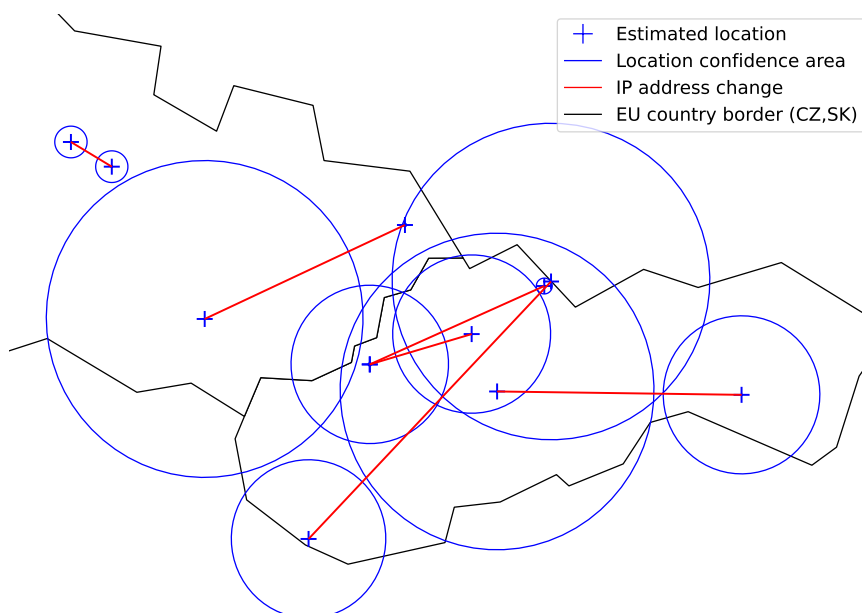 Estimated location
Location confidence area
IP address change
EU country border (CZ,SK)